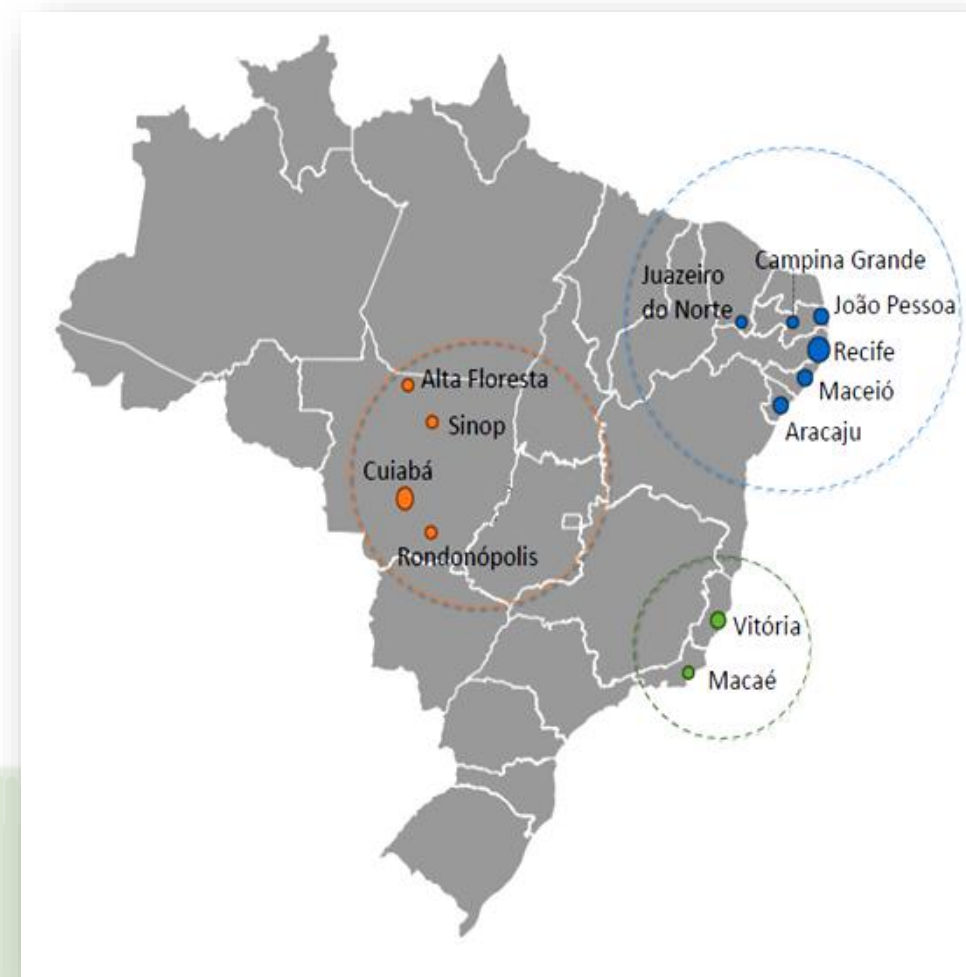 Campina Grande
Juazeiro
do Norte
João Pessoa
Recife
Maceió
Aracaju
Alta Floresta
Sinop
Cuiabá
Rondonópolis
Vitória
Macaé